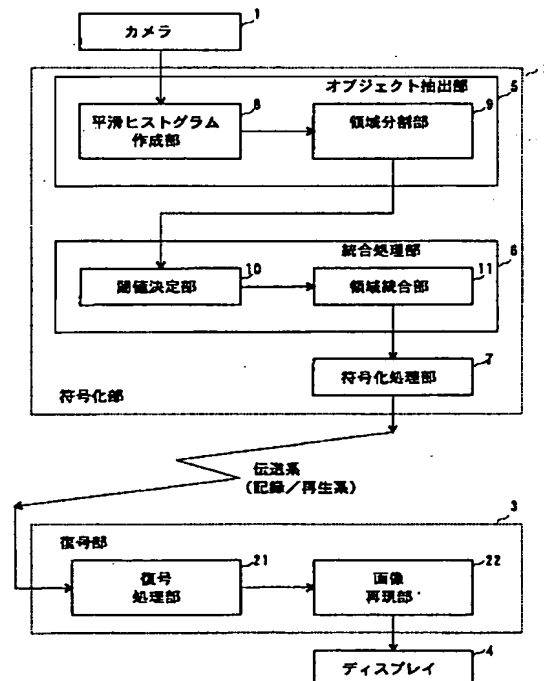 カメラ
1
オブジェクト抽出部
5
平滑ヒストグラム
作成部
8
領域分割部
9
統合処理部
6
閾値決定部
10
領域統合部
11
符号化処理部
7
符号化部
伝送系
(記録/再生系)
3
復号部
復号
処理部
21
画像
再現部
22
ディスプレイ
4